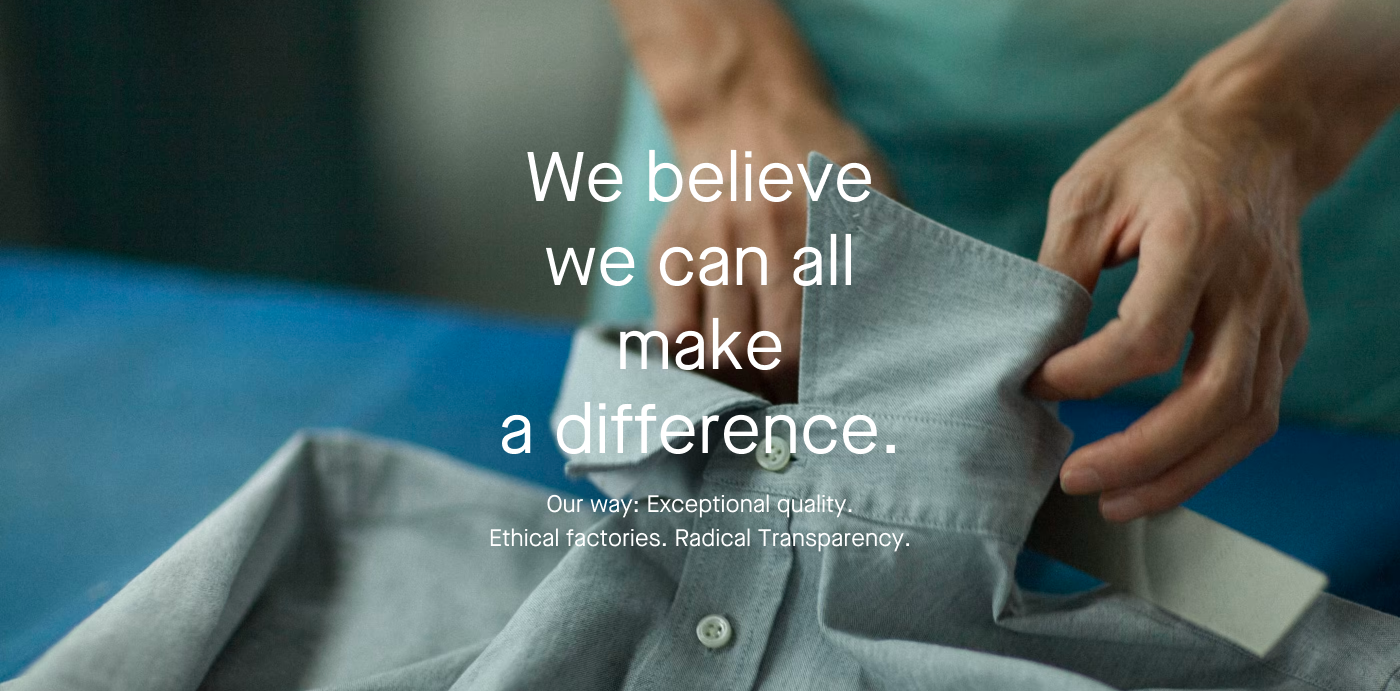 We believe
we can all
make
a difference.
Our way: Exceptional quality.
Ethical factories. Radical Transparency.